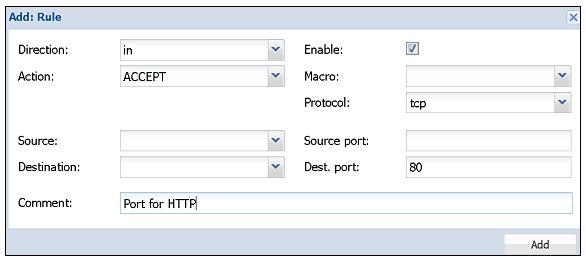 Add: Rule
Direction: in Enable:
Action: ACCEPT Macro:
Protocol: tcp
Source: Source port:
Destination: Dest. port: 80
Comment: Port for HTTP
Add